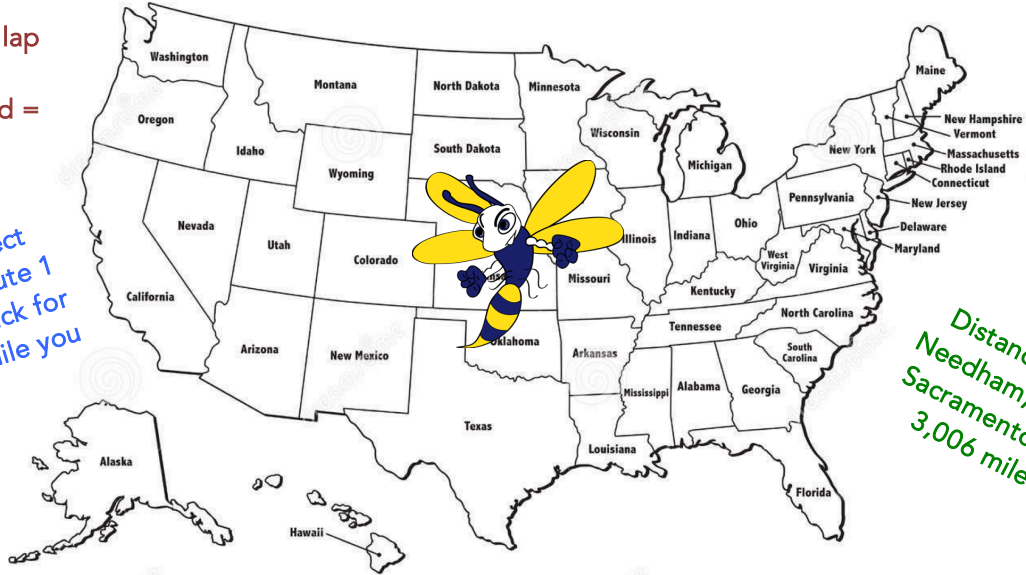 lap
d =
ect
ute 1
ck for
ile you
Washington
Oregon
California
Nevada
Idaho
Montana
Wyoming
Utah
Arizona
Colorado
New Mexico
North Dakota
South Dakota
Oklahoma
Texas
Minnesota
Missouri
Arkansas
Louisiana
Wisconsin
Illinois
Michigan
Indiana
Ohio
Kentucky
Tennessee
Mississippi
Alabama
Georgia
Florida
South
Carolina
North Carolina
Virginia
West
Virginia
Pennsylvania
New York
Maine
New Hampshire
Vermont
Massachusetts
Rhode Island
Connecticut
New Jersey
Delaware
Maryland
Alaska
Hawaii
Distanc
Needham,
Sacramento
3,006 mile